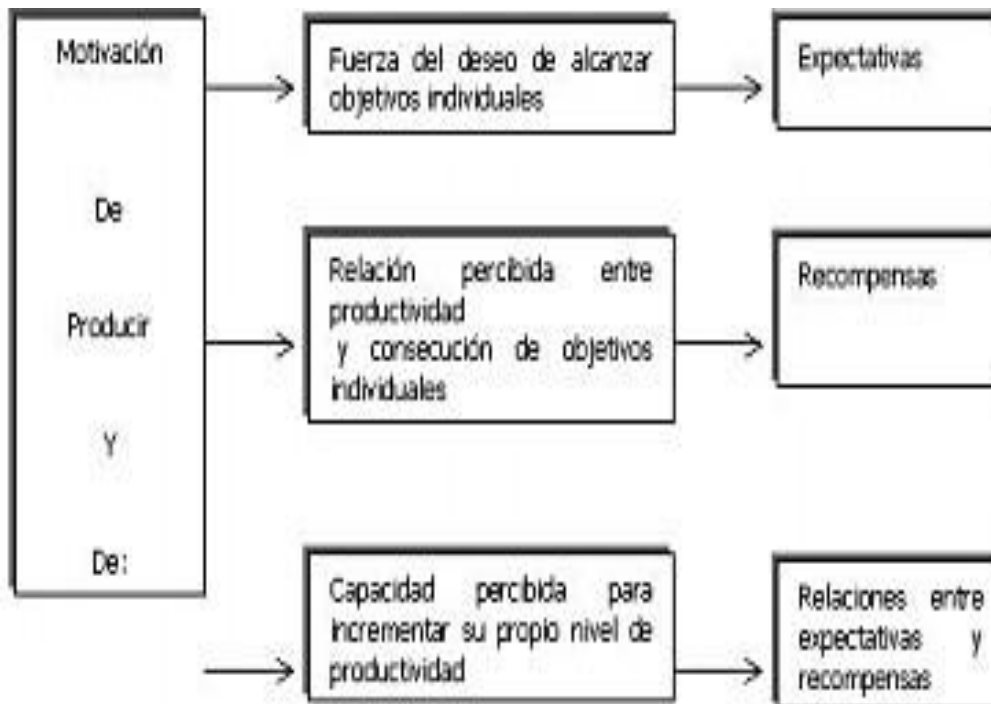 Motivación
De
Producir
Y
De:
Fuerza del deseo de alcanzar
objetivos individuales
Expectativas
Relación percibida entre
productividad
y consecución de objetivos
individuales
Recompensas
Capacidad percibida para
incrementar su propio nivel de
productividad
Relaciones entre
expectativas y
recompensas